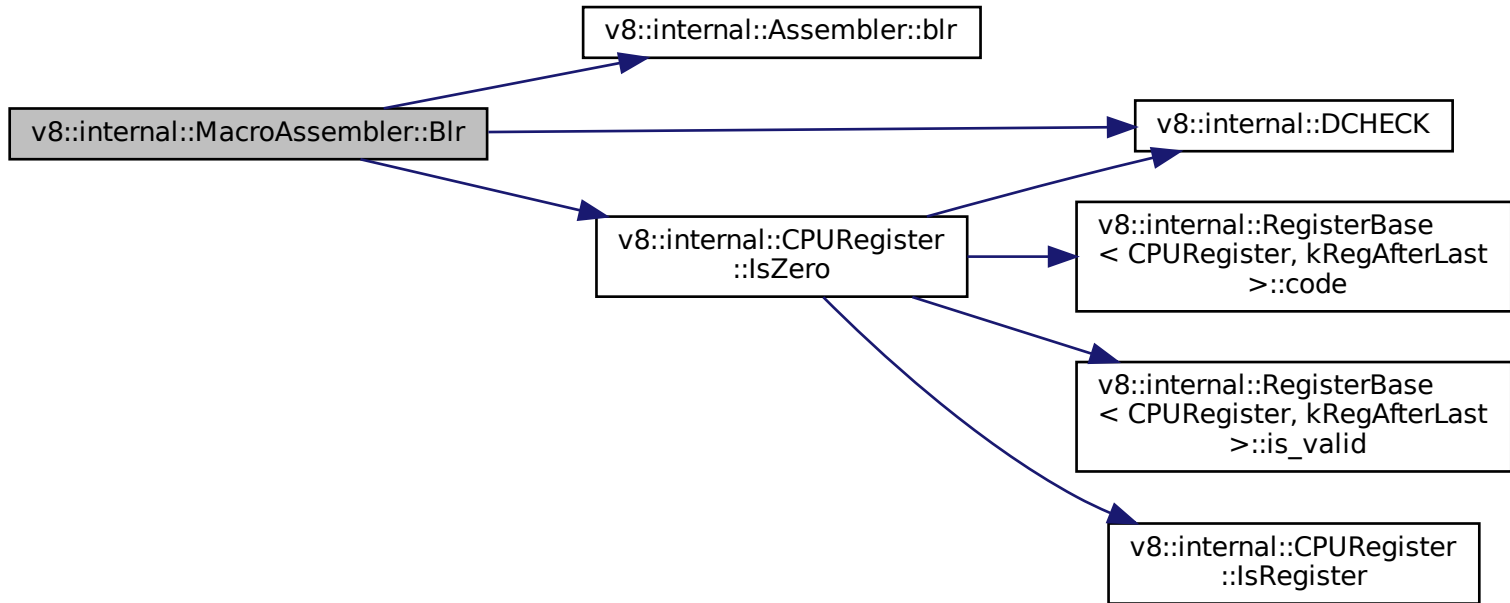 v8::internal::Assembler::blr
v8::internal::MacroAssembler::Blr
v8::internal::DCHECK
v8::internal::CPURegister
::IsZero
v8::internal::RegisterBase
< CPURegister, kRegAfterLast
>::code
v8::internal::RegisterBase
< CPURegister, kRegAfterLast
>::is_valid
v8::internal::CPURegister
::IsRegister